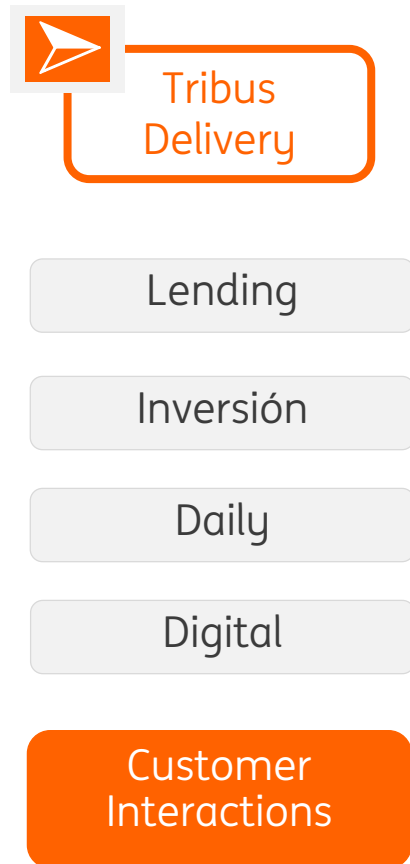 Tribus
Delivery
Lending
Inversión
Daily
Digital
Customer
Interactions